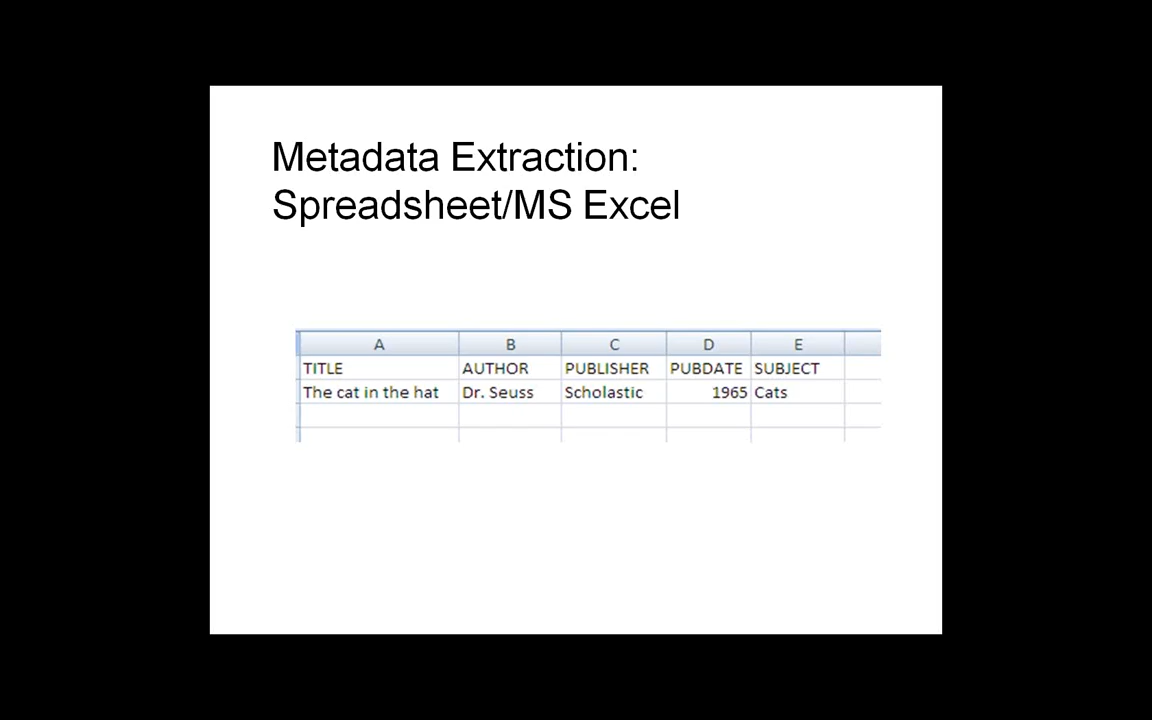 Metadata Extraction:
Spreadsheet/MS Excel
A B C D E
TITLE AUTHOR PUBLISHER PUBDATE SUBJECT
The cat in the hat Dr. Seuss Scholastic 1965 Cats